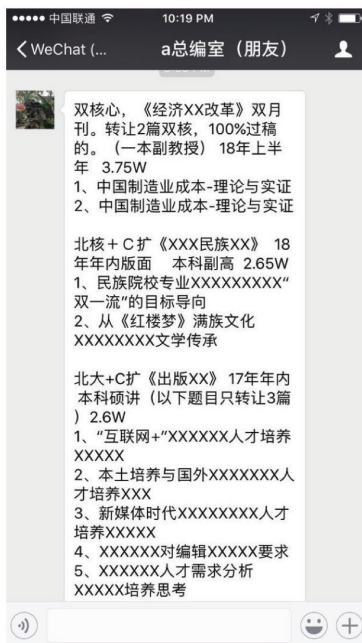 中国联通 10:19 PM
WeChat (... a总编室（朋友）
双核心，《经济XX改革》双月
刊。转让2篇双核，100%过稿
的。（一本副教授） 18年上半
年 3.75W
1、中国制造业成本-理论与实证
2、中国制造业成本-理论与实证
北核＋C扩《XXX民族XX》 18
年年内版面 本科副高 2.65W
1、民族院校专业XXXXXXXXX“
双一流”的目标导向
2、从《红楼梦》满族文化
XXXXXXXX文学传承
北大+C扩《出版XX》 17年年内
本科硕讲（以下题目只转让3篇
）2.6W
1、“互联网+”XXXXXX人才培养
XXXXX
2、本土培养与国外XXXXXXX人
才培养XXX
3、新媒体时代XXXXXXXX人才
培养XXXXX
4、XXXXXX对编辑XXXXX要求
5、XXXXXX人才需求分析
XXXXX培养思考